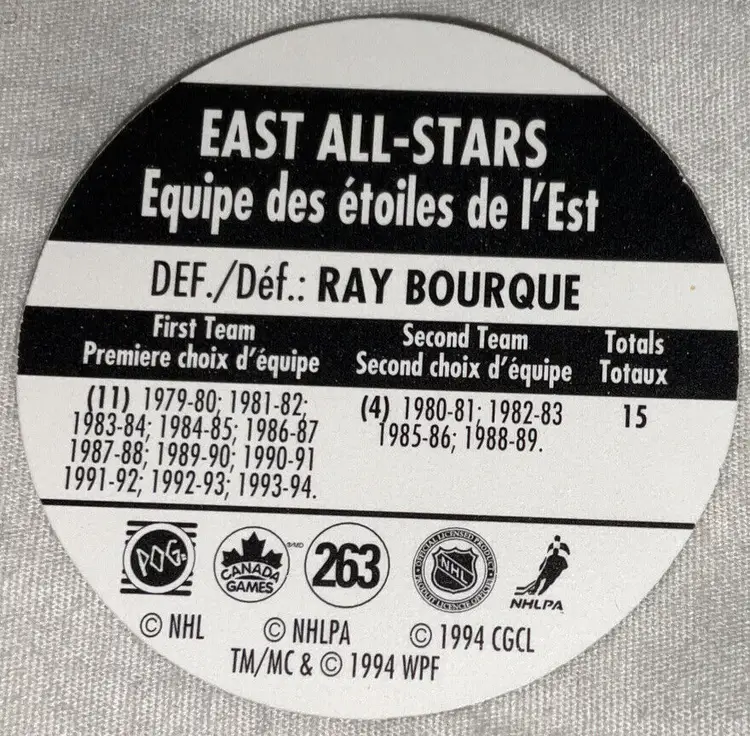 EAST ALL-STARS
Equipe des étoiles de l'Est
DEF./Déf.: RAY BOURQUE
First Team Second Team Totals
Premiere choix d'équipe Second choix d'équipe Totaux
(11) 1979-80; 1981-82; (4) 1980-81; 1982-83 15
1983-84; 1984-85; 1986-87 1985-86; 1988-89.
1987-88; 1989-90; 1990-91
1991-92; 1992-93; 1993-94.
POG
CANADA
GAMES
263
OFFICIAL LICENSED PRODUCT
NHL
NHLPA
© NHL © NHLPA © 1994 CGCL
TM/MC & © 1994 WPF